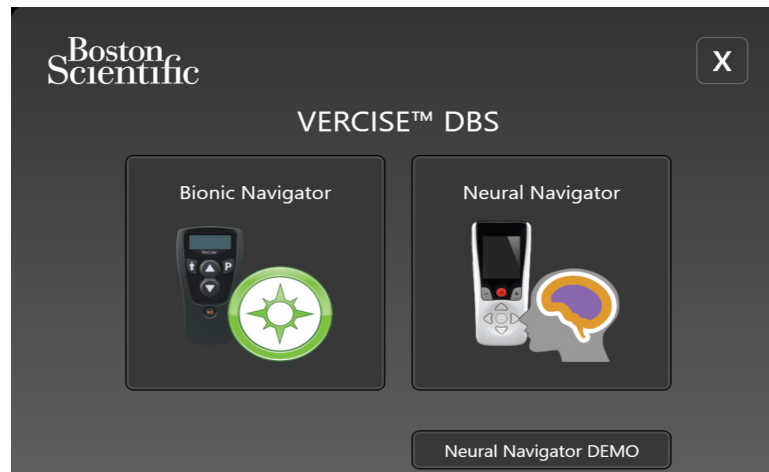 Boston
Scientific
X
VERCISE™ DBS
Bionic Navigator
Neural Navigator
P
Neural Navigator DEMO